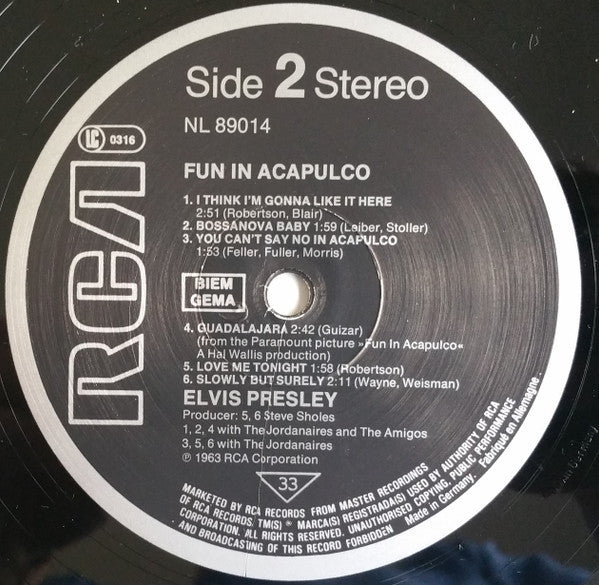 Side 2 Stereo
NL 89014
LC 0316
RCA
FUN IN ACAPULCO
1. I THINK I'M GONNA LIKE IT HERE
2:51 (Robertson, Blair)
2. BOSSANOVA BABY 1:59 (Leiber, Stoller)
3. YOU CAN'T SAY NO IN ACAPULCO
1:53 (Feller, Fuller, Morris)
BIEM
GEMA
4. GUADALAJARA 2:42 (Guizar)
(from the Paramount picture »Fun In Acapulco«
A Hal Wallis production)
5. LOVE ME TONIGHT 1:58 (Robertson)
6. SLOWLY BUT SURELY 2:11 (Wayne, Weisman)
ELVIS PRESLEY
Producer: 5, 6 Steve Sholes
1, 2, 4 with The Jordanaires and The Amigos
3, 5, 6 with The Jordanaires
℗ 1963 RCA Corporation
33
MARKETED BY RCA RECORDS FROM MASTER RECORDINGS
OF RCA RECORDS TM(S) ® MARCA(S) REGISTRADA(S) USED BY AUTHORITY OF RCA
CORPORATION. ALL RIGHTS RESERVED. UNAUTHORISED COPYING, PUBLIC PERFORMANCE
AND BROADCASTING OF THIS RECORD FORBIDDEN
Made in Germany.
Fabriqué en Allemagne.